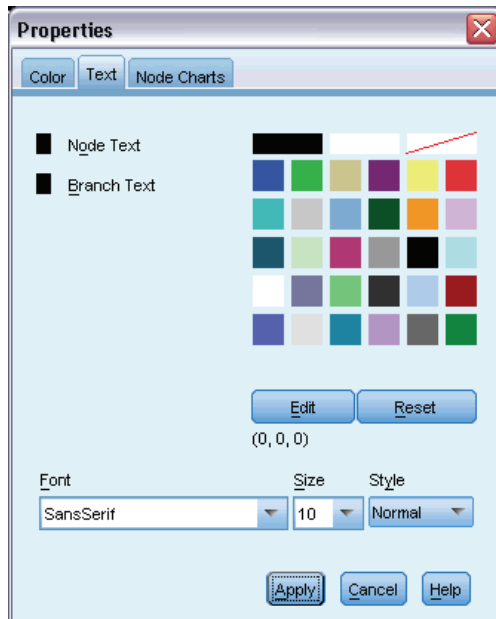 Properties
Color Text Node Charts
Node Text
Branch Text
Edit Reset
(0, 0, 0)
Font Size Style
SansSerif 10 Normal
Apply Cancel Help